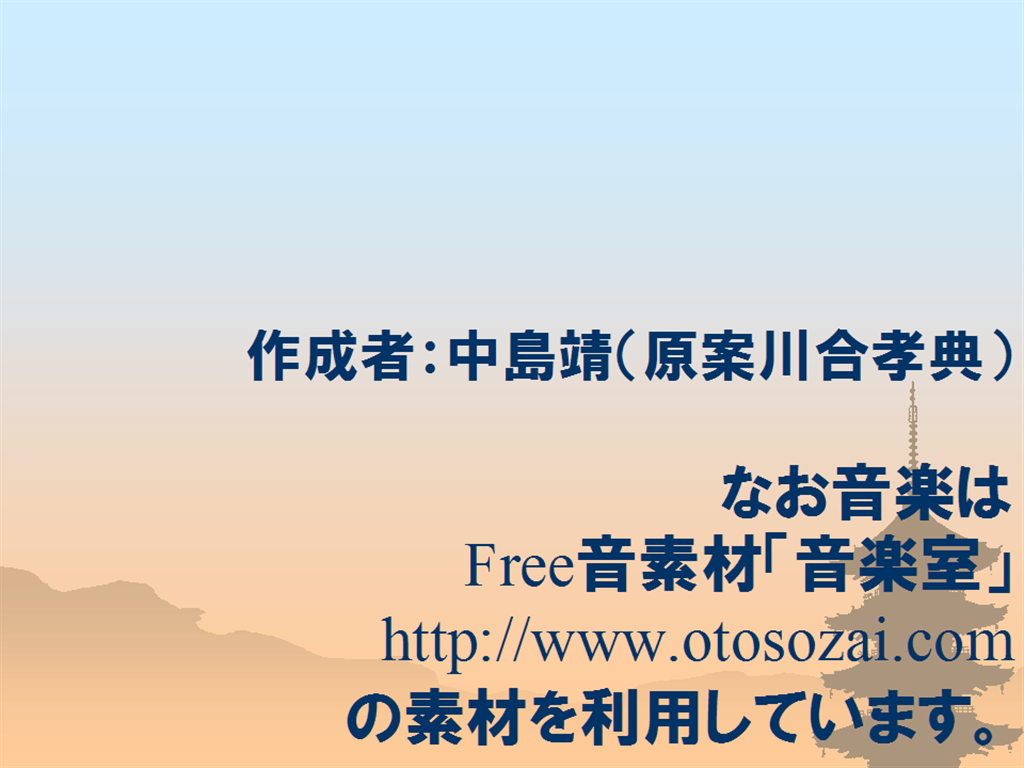 作成者：中島靖（原案川合孝典）
なお音楽は
Free音素材「音楽室」
http://www.otosozai.com
の素材を利用しています。